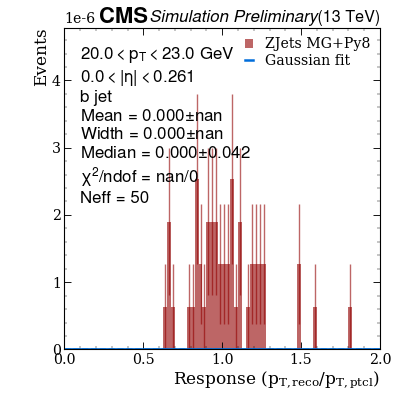 1e-6 CMS Simulation Preliminary (13 TeV)
Events
20.0 < p_T < 23.0 GeV
0.0 < |η| < 0.261
b jet
Mean = 0.000±nan
Width = 0.000±nan
Median = 0.000±0.042
χ²/ndof = nan/0
Neff = 50
ZJets MG+Py8
Gaussian fit
4
3
2
1
0
0.0 0.5 1.0 1.5 2.0
Response (p_T,reco/p_T,ptcl)